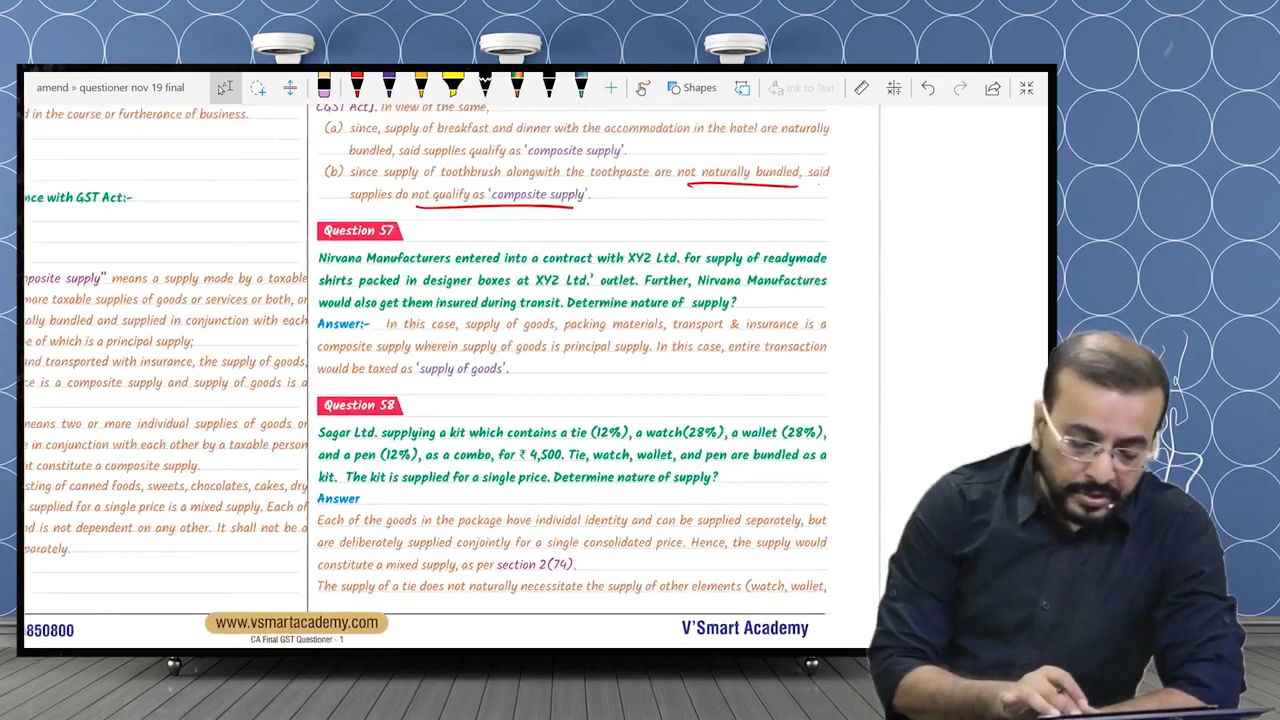 amend » questioner nov 19 final
Shapes
Ink to Text
d in the course or furtherance of business.
nce with GST Act:-
posite supply" means a supply made by a taxable
more taxable supplies of goods or services or both, or
ally bundled and supplied in conjunction with each
e of which is a principal supply;
and transported with insurance, the supply of goods,
ce is a composite supply and supply of goods is a
means two or more individual supplies of goods or
e in conjunction with each other by a taxable person
ot constitute a composite supply.
sting of canned foods, sweets, chocolates, cakes, dry
supplied for a single price is a mixed supply. Each of
nd is not dependent on any other. It shall not be a
parately.
CGST Act]. In view of the same,
(a) since, supply of breakfast and dinner with the accommodation in the hotel are naturally
bundled, said supplies qualify as 'composite supply'.
(b) since supply of toothbrush alongwith the toothpaste are not naturally bundled, said
supplies do not qualify as 'composite supply'.
Question 57
Nirvana Manufacturers entered into a contract with XYZ Ltd. for supply of readymade
shirts packed in designer boxes at XYZ Ltd.' outlet. Further, Nirvana Manufactures
would also get them insured during transit. Determine nature of supply?
Answer:- In this case, supply of goods, packing materials, transport & insurance is a
composite supply wherein supply of goods is principal supply. In this case, entire transaction
would be taxed as 'supply of goods'.
Question 58
Sagar Ltd. supplying a kit which contains a tie (12%), a watch(28%), a wallet (28%),
and a pen (12%), as a combo, for ₹ 4,500. Tie, watch, wallet, and pen are bundled as a
kit. The kit is supplied for a single price. Determine nature of supply?
Answer
Each of the goods in the package have individal identity and can be supplied separately, but
are deliberately supplied conjointly for a single consolidated price. Hence, the supply would
constitute a mixed supply, as per section 2(74).
The supply of a tie does not naturally necessitate the supply of other elements (watch, wallet,
850800
www.vsmartacademy.com
CA Final GST Questioner - 1
V'Smart Academy